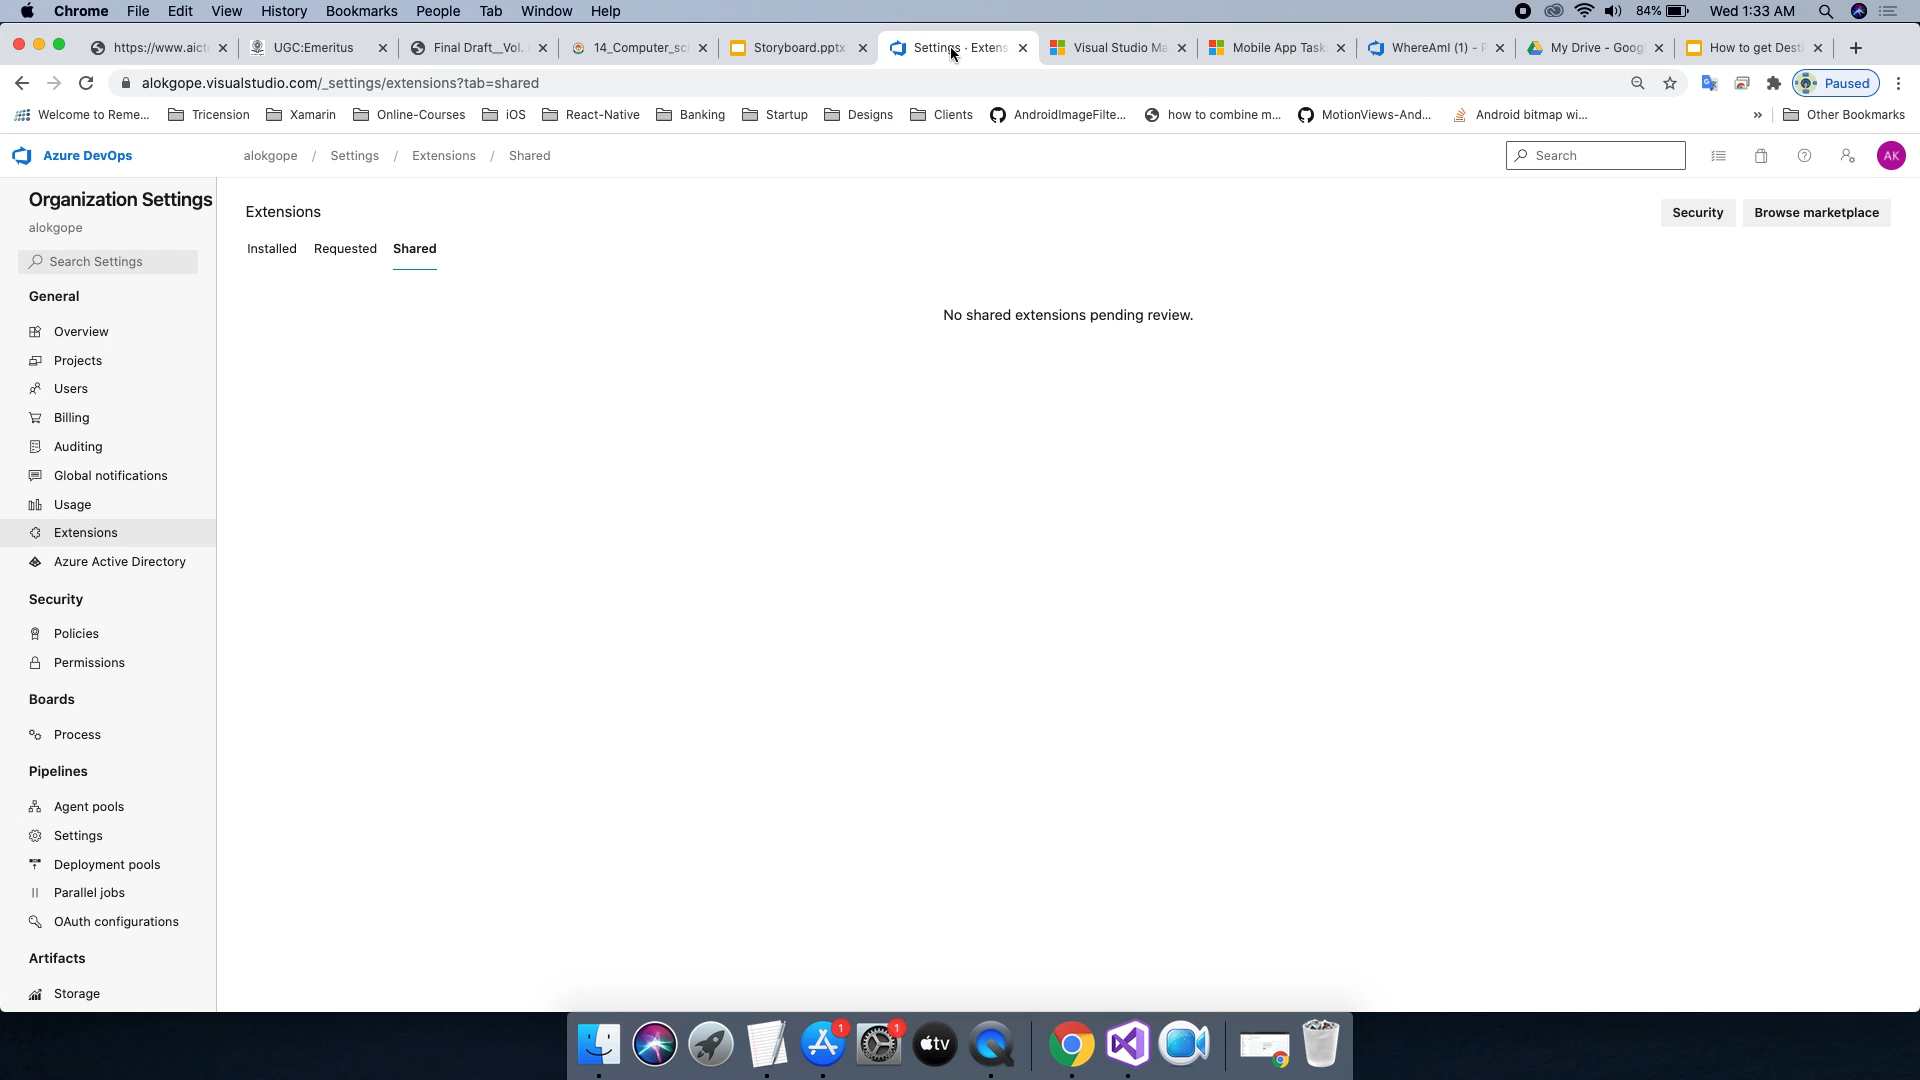 Chrome File Edit View History Bookmarks People Tab Window Help 84% Wed 1:33 AM
https://www.aict UGC:Emeritus Final Draft__Vol. 14_Computer_sci Storyboard.pptx Settings · Extens Visual Studio Ma Mobile App Task WhereAmI (1) - P My Drive - Goog How to get Desti
alokgope.visualstudio.com/_settings/extensions?tab=shared Paused
Welcome to Reme... Tricension Xamarin Online-Courses iOS React-Native Banking Startup Designs Clients AndroidImageFilte... how to combine m... MotionViews-And... Android bitmap wi... » Other Bookmarks
Azure DevOps alokgope / Settings / Extensions / Shared Search AK
Organization Settings
alokgope
Search Settings
General
Overview
Projects
Users
Billing
Auditing
Global notifications
Usage
Extensions
Azure Active Directory
Security
Policies
Permissions
Boards
Process
Pipelines
Agent pools
Settings
Deployment pools
Parallel jobs
OAuth configurations
Artifacts
Storage
Extensions Security Browse marketplace
Installed Requested Shared
No shared extensions pending review.
1 1 tv